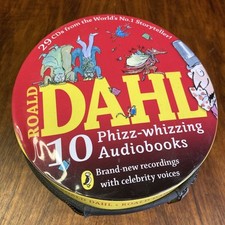 29 CDs from the World's No.1 Storyteller!
ROALD
DAHL
10 Phizz-whizzing
Audiobooks
Brand-new recordings
with celebrity voices